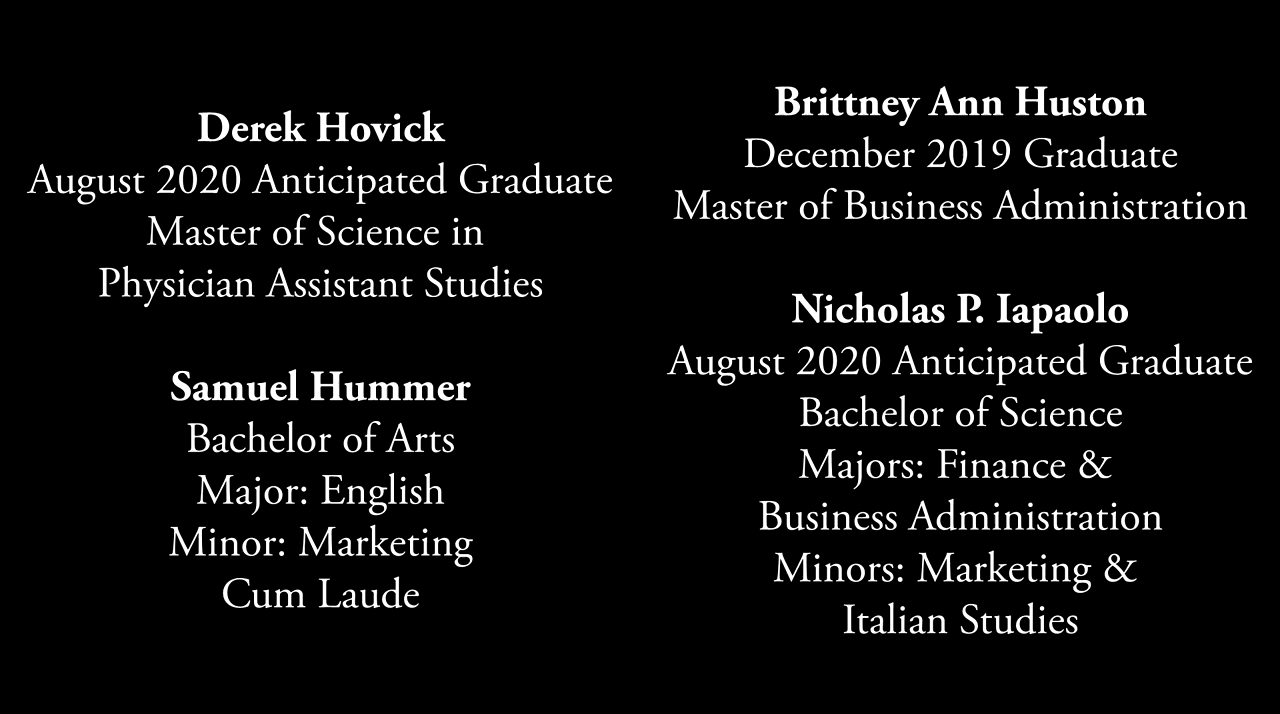 Derek Hovick
August 2020 Anticipated Graduate
Master of Science in
Physician Assistant Studies
Samuel Hummer
Bachelor of Arts
Major: English
Minor: Marketing
Cum Laude
Brittney Ann Huston
December 2019 Graduate
Master of Business Administration
Nicholas P. Iapaolo
August 2020 Anticipated Graduate
Bachelor of Science
Majors: Finance &
Business Administration
Minors: Marketing &
Italian Studies